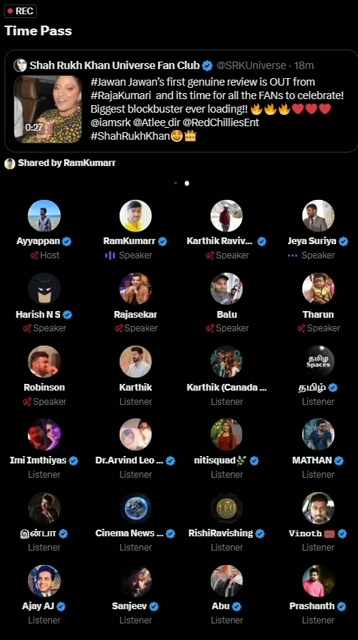 REC
Time Pass
Shah Rukh Khan Universe Fan Club @SRKUniverse · 18m
#Jawan Jawan's first genuine review is OUT from
#RajaKumari and its time for all the FANs to celebrate!
Biggest blockbuster ever loading!! 🔥🔥🔥❤️❤️❤️
@iamsrk @Atlee_dir @RedChilliesEnt
#ShahRukhKhan🤩👑
0:27
Shared by RamKumarr
Ayyappan RamKumarr Karthik Raviv... Jeya Suriya
Host Speaker Speaker Speaker
Harish N S Rajasekar Balu Tharun
Speaker Speaker Speaker Speaker
தமிழ்
Spaces
Robinson Karthik Karthik (Canada ... தமிழ்
Speaker Listener Listener Listener
Imi Imthiyas Dr.Arvind Leo ... nitisquad🌿 MATHAN
Listener Listener Listener Listener
இன்பா Cinema News ... RishiRavishing Vinoth
Listener Listener Listener Listener
Ajay AJ Sanjeev Abu Prashanth
Listener Listener Listener Listener